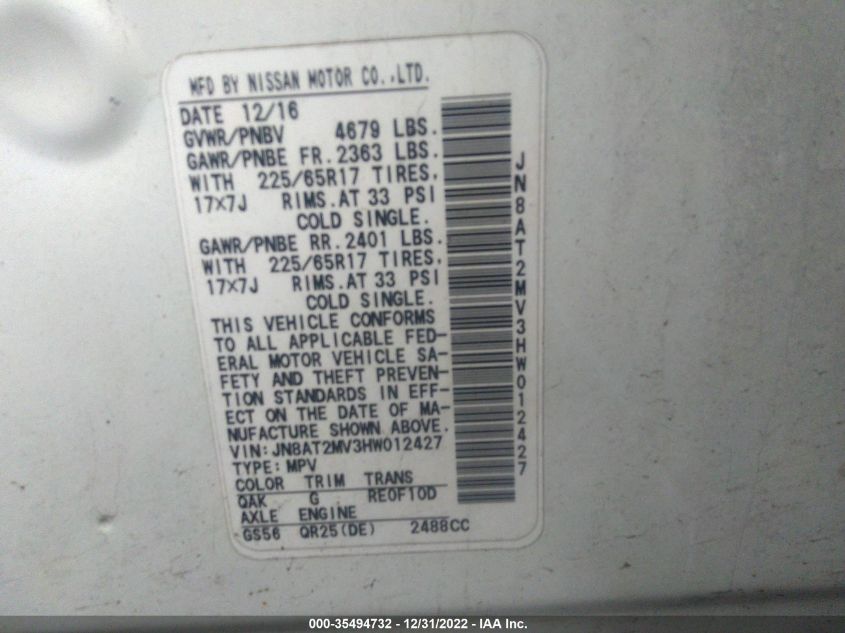 MFD BY NISSAN MOTOR CO.,LTD.
DATE 12/16
GVWR/PNBV 4679 LBS.
GAWR/PNBE FR.2363 LBS.
WITH 225/65R17 TIRES,
17×7J RIMS.AT 33 PSI
COLD SINGLE.
GAWR/PNBE RR.2401 LBS.
WITH 225/65R17 TIRES,
17×7J RIMS.AT 33 PSI
COLD SINGLE.
THIS VEHICLE CONFORMS
TO ALL APPLICABLE FED-
ERAL MOTOR VEHICLE SA-
FETY AND THEFT PREVEN-
TION STANDARDS IN EFF-
ECT ON THE DATE OF MA-
NUFACTURE SHOWN ABOVE.
VIN:JN8AT2MV3HW012427
TYPE:MPV
COLOR TRIM TRANS
QAK G RE0F10D
AXLE ENGINE
GS56 QR25(DE) 2488CC
JN8AT2MV3HW012427
000-35494732 - 12/31/2022 - IAA Inc.